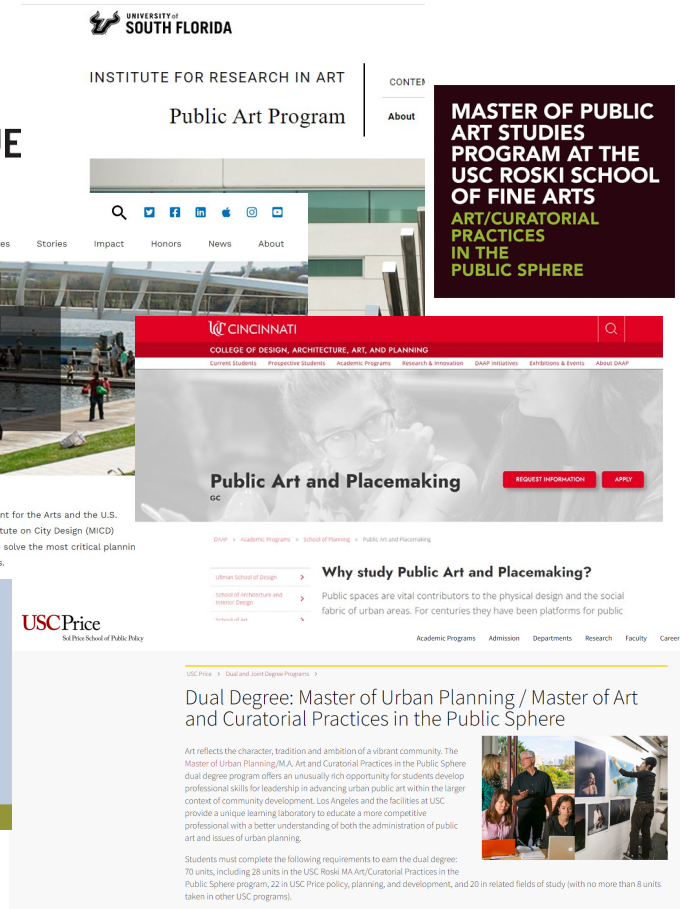 UNIVERSITY of
SOUTH FLORIDA
INSTITUTE FOR RESEARCH IN ART
Public Art Program
About
MASTER OF PUBLIC
ART STUDIES
PROGRAM AT THE
USC ROSKI SCHOOL
OF FINE ARTS
ART/CURATORIAL
PRACTICES
IN THE
PUBLIC SPHERE
Stories Impact Honors News About
CINCINNATI
COLLEGE OF DESIGN, ARCHITECTURE, ART, AND PLANNING
Current Students Prospective Students Academic Programs Research & Innovation DAAP Initiatives Exhibitions & Events About DAAP
Public Art and Placemaking
GC
REQUEST INFORMATION APPLY
nt for the Arts and the U.S.
tute on City Design (MICD)
solve the most critical plannin
s.
DAAP » Academic Programs » School of Planning » Public Art and Placemaking
Ullman School of Design
School of Architecture and
Interior Design
Why study Public Art and Placemaking?
Public spaces are vital contributors to the physical design and the social
fabric of urban areas. For centuries they have been platforms for public
USC Price
Sol Price School of Public Policy
Academic Programs Admission Departments Research Faculty Career
USC Price > Dual and Joint Degree Programs >
Dual Degree: Master of Urban Planning / Master of Art
and Curatorial Practices in the Public Sphere
Art reflects the character, tradition and ambition of a vibrant community. The
Master of Urban Planning/M.A. Art and Curatorial Practices in the Public Sphere
dual degree program offers an unusually rich opportunity for students develop
professional skills for leadership in advancing urban public art within the larger
context of community development. Los Angeles and the facilities at USC
provide a unique learning laboratory to educate a more competitive
professional with a better understanding of both the administration of public
art and issues of urban planning.
Students must complete the following requirements to earn the dual degree:
70 units, including 28 units in the USC Roski MA Art/Curatorial Practices in the
Public Sphere program, 22 in USC Price policy, planning, and development, and 20 in related fields of study (with no more than 8 units
taken in other USC programs).